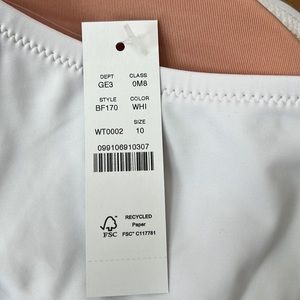 DEPT CLASS
GE3 0M8
STYLE COLOR
BF170 WHI
SIZE
WT0002 10
099106910307
RECYCLED
Paper
FSC FSC® C117781